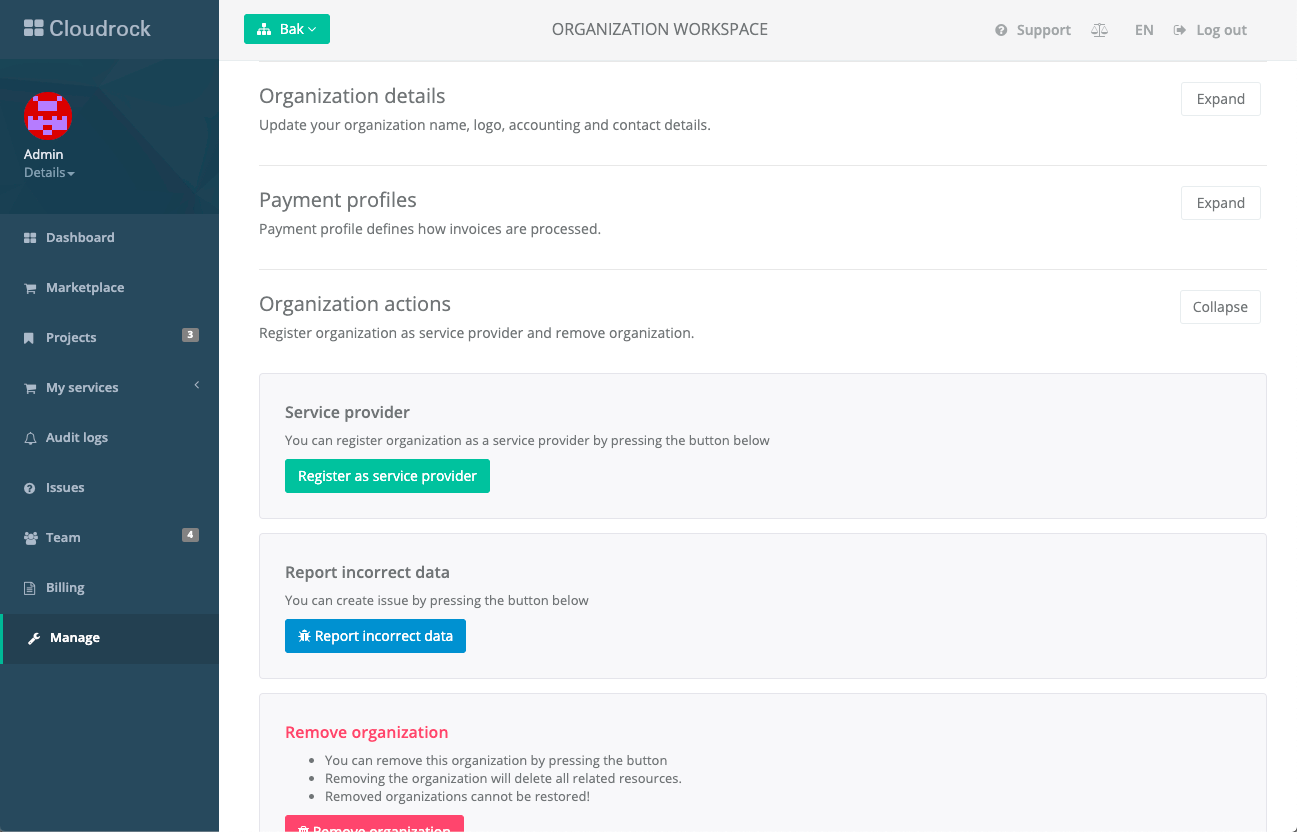 Cloudrock
Bak
ORGANIZATION WORKSPACE
Support
EN
Log out
Admin
Details
Dashboard
Marketplace
Projects 3
My services
Audit logs
Issues
Team 4
Billing
Manage
Organization details
Expand
Update your organization name, logo, accounting and contact details.
Payment profiles
Expand
Payment profile defines how invoices are processed.
Organization actions
Collapse
Register organization as service provider and remove organization.
Service provider
You can register organization as a service provider by pressing the button below
Register as service provider
Report incorrect data
You can create issue by pressing the button below
Report incorrect data
Remove organization
• You can remove this organization by pressing the button
• Removing the organization will delete all related resources.
• Removed organizations cannot be restored!
Remove organization